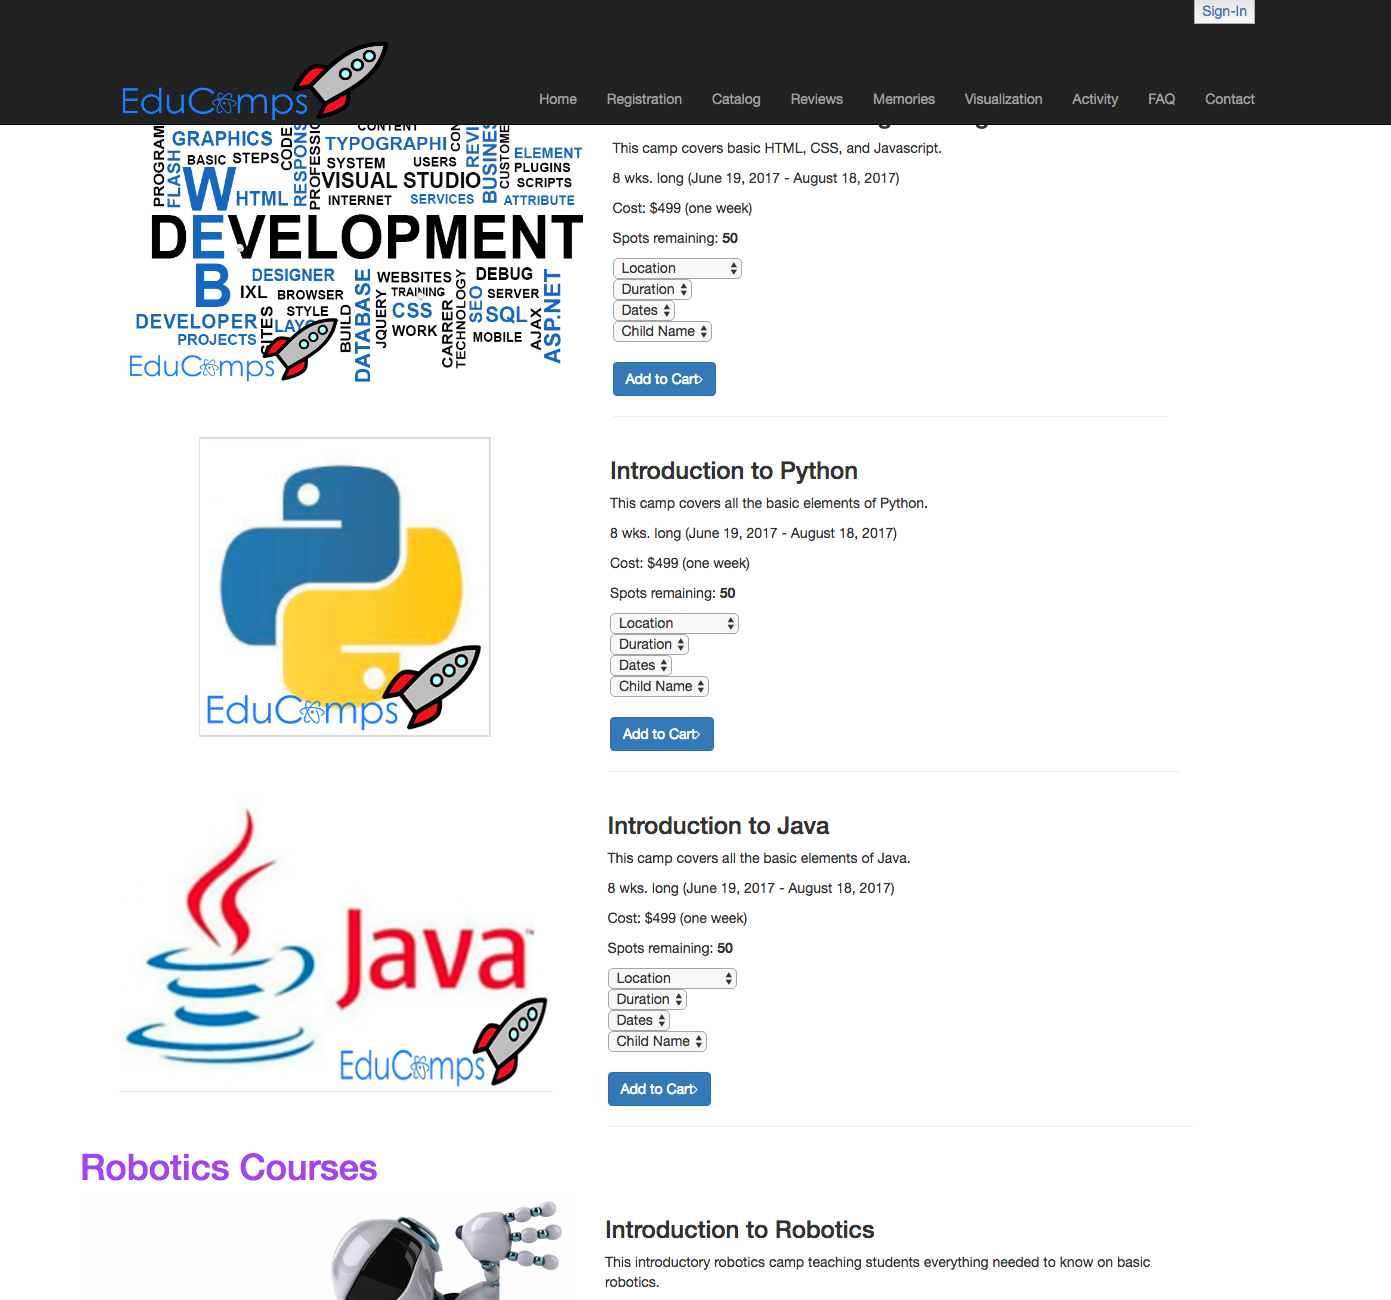 Sign-In
EduCamps
Home Registration Catalog Reviews Memories Visualization Activity FAQ Contact
PROGRAM
FLASH
GRAPHICS
BASIC STEPS
CODE
RESPONS
PROFESSIO
CONTENT
TYPOGRAPHI
SYSTEM
USERS
CON
REVI
BUSINES
CUSTOME
ELEMENT
PLUGINS
SCRIPTS
ATTRIBUTE
VISUAL STUDIO
INTERNET
SERVICES
WEB
HTML
DEVELOPMENT
DESIGNER
IXL
BROWSER
STYLE
DEVELOPER
PROJECTS
SITES
BUILD
DATABASE
JQUERY
WEBSITES
TRAINING
CSS
WORK
CARRER
TECHNOLOGY
SEO
DEBUG
SERVER
SQL
MOBILE
AJAX
ASP.NET
EduCamps
This camp covers basic HTML, CSS, and Javascript.
8 wks. long (June 19, 2017 - August 18, 2017)
Cost: $499 (one week)
Spots remaining: 50
Location
Duration
Dates
Child Name
Add to Cart
EduCamps
Introduction to Python
This camp covers all the basic elements of Python.
8 wks. long (June 19, 2017 - August 18, 2017)
Cost: $499 (one week)
Spots remaining: 50
Location
Duration
Dates
Child Name
Add to Cart
Java™
EduCamps
Introduction to Java
This camp covers all the basic elements of Java.
8 wks. long (June 19, 2017 - August 18, 2017)
Cost: $499 (one week)
Spots remaining: 50
Location
Duration
Dates
Child Name
Add to Cart
Robotics Courses
Introduction to Robotics
This introductory robotics camp teaching students everything needed to know on basic
robotics.